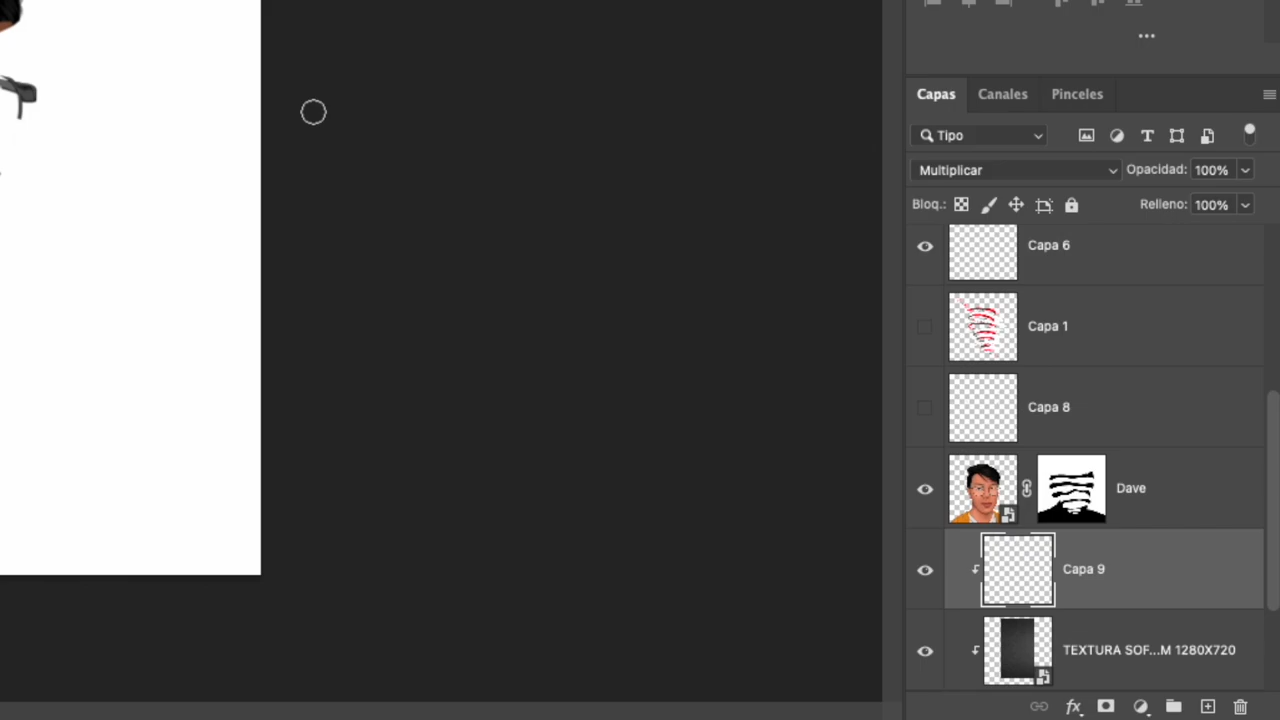 Capas Canales Pinceles
Tipo
Multiplicar Opacidad: 100%
Bloq.: Relleno: 100%
Capa 6
Capa 1
Capa 8
Dave
Capa 9
TEXTURA SOF...M 1280X720
fx